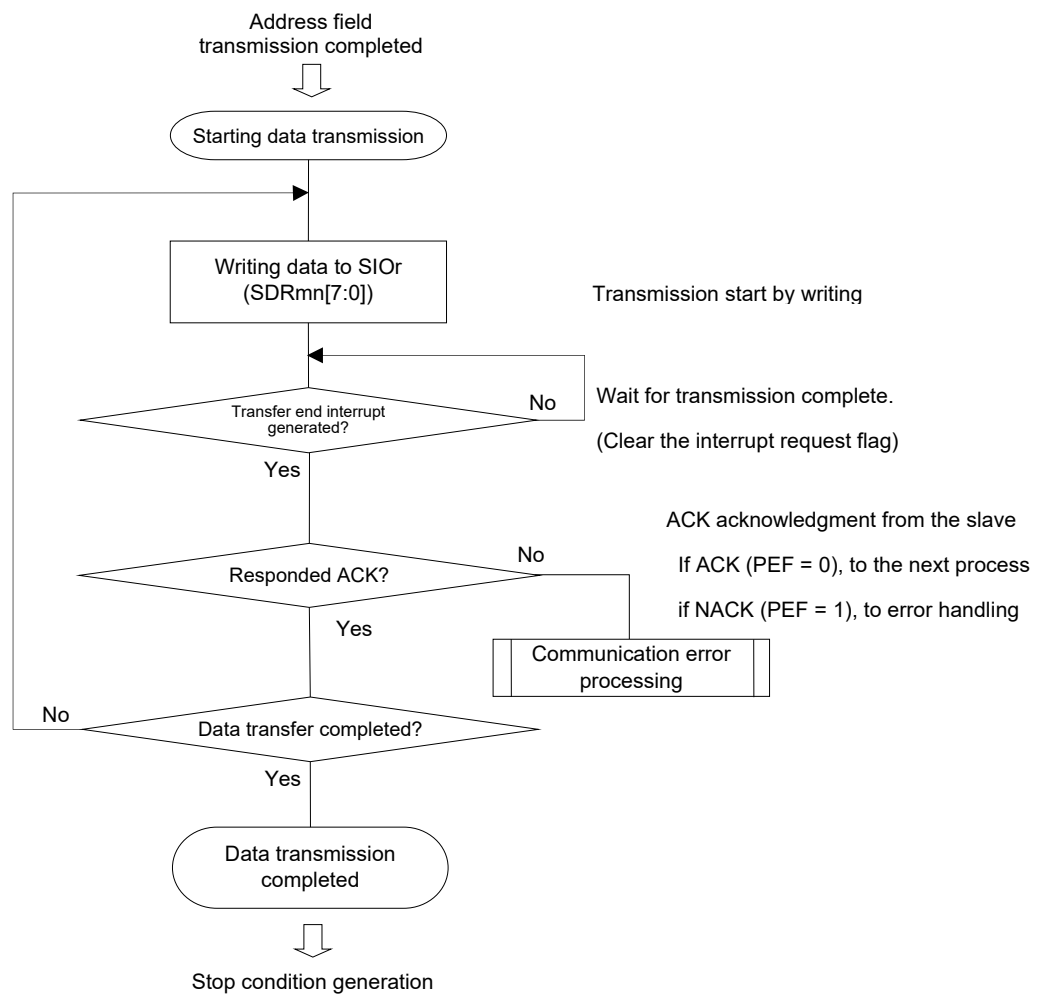 Address field
transmission completed
Starting data transmission
Writing data to SIOr
(SDRmn[7:0])
Transmission start by writing
Transfer end interrupt
generated?
No
Wait for transmission complete.
(Clear the interrupt request flag)
Yes
ACK acknowledgment from the slave
No
Responded ACK?
If ACK (PEF = 0), to the next process
if NACK (PEF = 1), to error handling
Yes
Communication error
processing
No
Data transfer completed?
Yes
Data transmission
completed
Stop condition generation